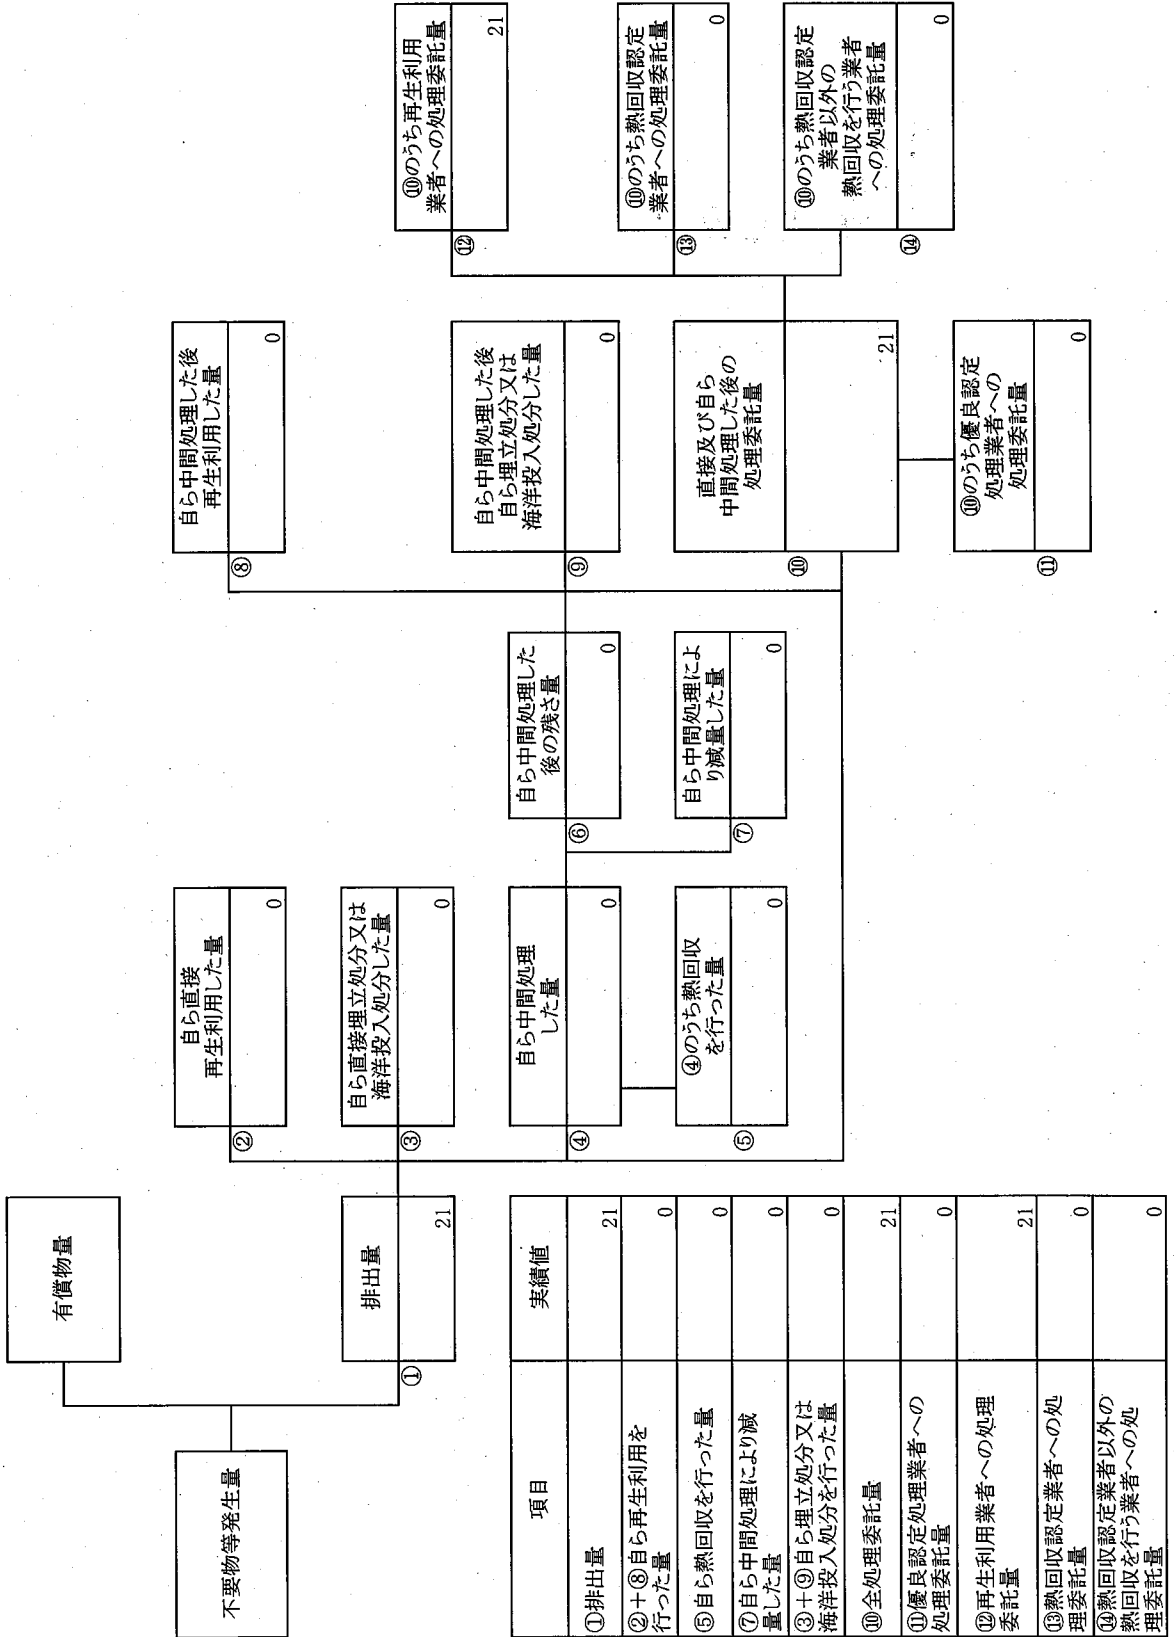 不要物等発生量
有償物量
①
排出量
21
②
自ら直接
再生利用した量
0
③
自ら直接埋立処分又は
海洋投入処分した量
0
④
自ら中間処理
した量
0
⑤
④のうち熱回収
を行った量
0
⑥
自ら中間処理した
後の残さ量
0
⑦
自ら中間処理によ
り減量した量
0
⑧
自ら中間処理した後
再生利用した量
0
⑨
自ら中間処理した後
自ら埋立処分又は
海洋投入処分した量
0
⑩
直接及び自ら
中間処理した後の
処理委託量
21
⑪
⑩のうち優良認定
処理業者への
処理委託量
0
⑫
⑩のうち再生利用
業者への処理委託量
21
⑬
⑩のうち熱回収認定
業者への処理委託量
0
⑭
⑩のうち熱回収認定
業者以外の
熱回収を行う業者
への処理委託量
0
項目 実績値
①排出量 21
②+⑧自ら再生利用を
行った量 0
⑤自ら熱回収を行った量 0
⑦自ら中間処理により減
量した量 0
③+⑨自ら埋立処分又は
海洋投入処分を行った量 0
⑩全処理委託量 21
⑪優良認定処理業者への
処理委託量 0
⑫再生利用業者への処理
委託量 21
⑬熱回収認定業者への処
理委託量 0
⑭熱回収認定業者以外の
熱回収を行う業者への処
理委託量 0